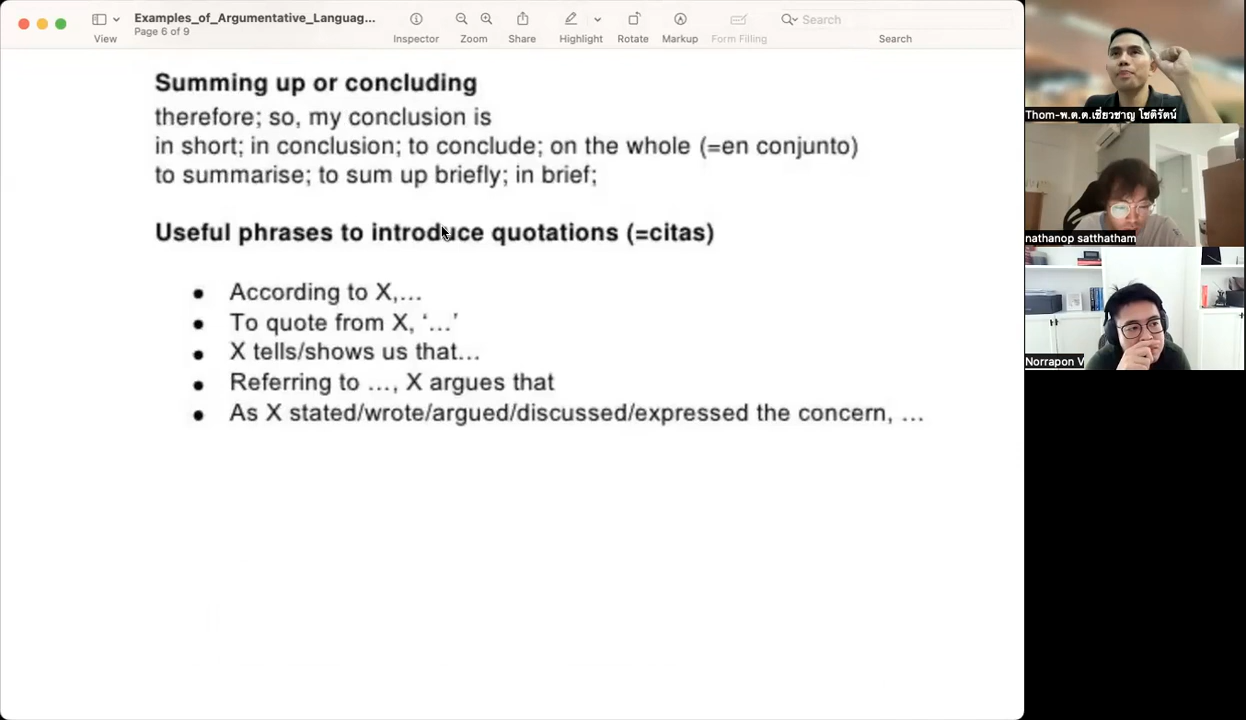 Examples_of_Argumentative_Languag...
Page 6 of 9
View
Inspector
Zoom
Share
Highlight
Rotate
Markup
Form Filling
Search
Search
Summing up or concluding
therefore; so, my conclusion is
in short; in conclusion; to conclude; on the whole (=en conjunto)
to summarise; to sum up briefly; in brief;
Useful phrases to introduce quotations (=citas)
• According to X,…
• To quote from X, ‘…’
• X tells/shows us that…
• Referring to …, X argues that
• As X stated/wrote/argued/discussed/expressed the concern, …
Thom-พ.ต.ต.เชี่ยวชาญ โชติรัตน์
nathanop satthatham
Norrapon V